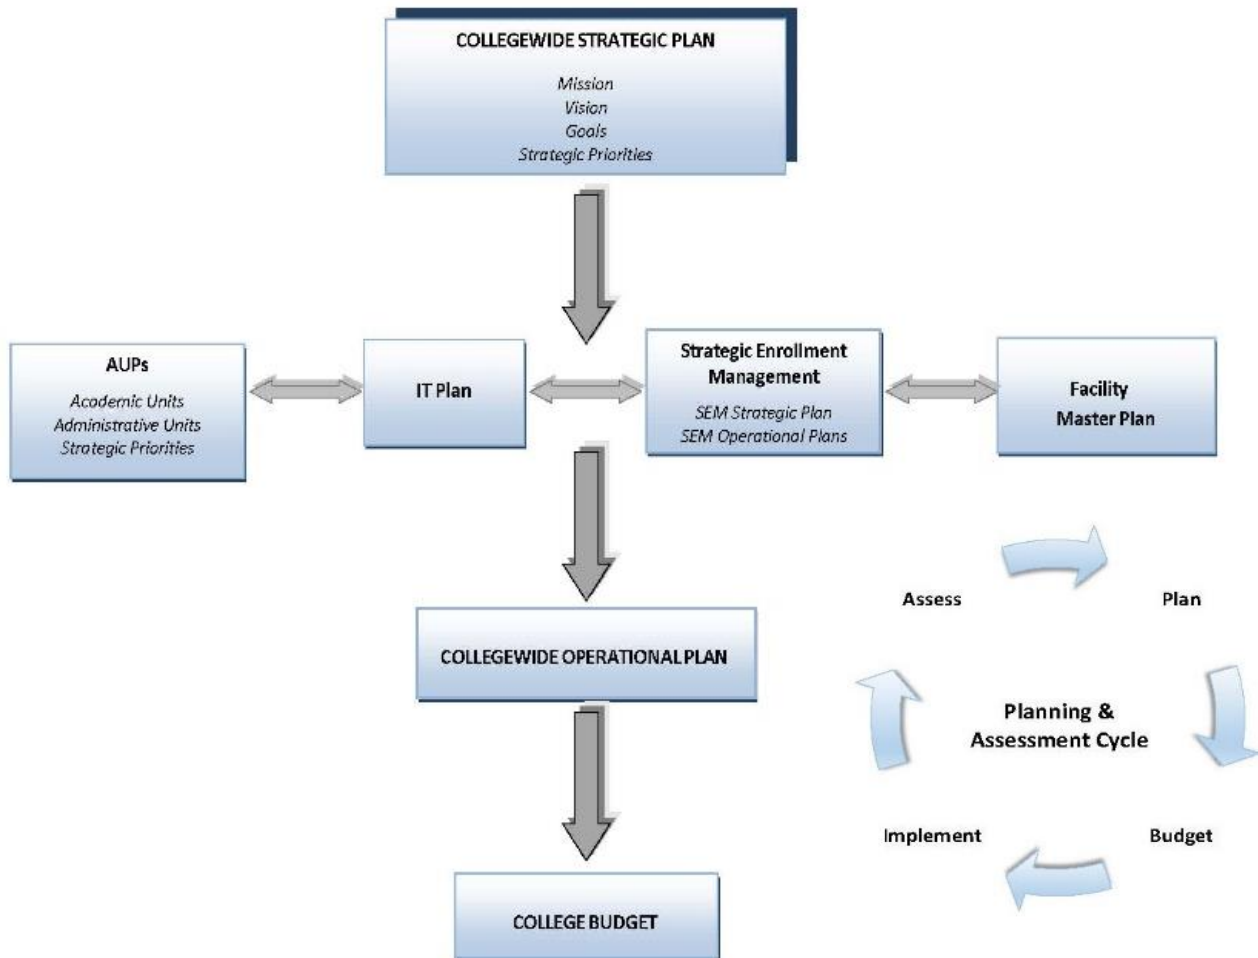 COLLEGEWIDE STRATEGIC PLAN
Mission
Vision
Goals
Strategic Priorities
AUPs
Academic Units
Administrative Units
Strategic Priorities
IT Plan
Strategic Enrollment
Management
SEM Strategic Plan
SEM Operational Plans
Facility
Master Plan
COLLEGEWIDE OPERATIONAL PLAN
COLLEGE BUDGET
Assess
Plan
Planning &
Assessment Cycle
Implement
Budget